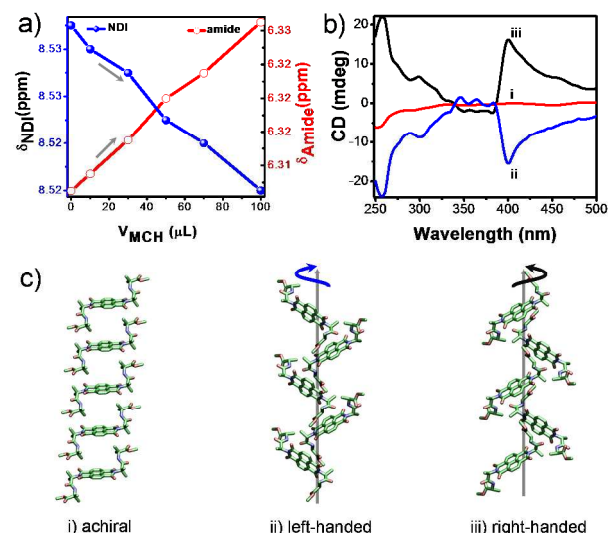 a)
NDI
amide
8.53
8.53
8.52
8.52
δNDI(ppm)
6.33
6.32
6.32
6.31
δAmide(ppm)
0 20 40 60 80 100
VMCH (μL)
b)
20
10
0
-10
-20
CD (mdeg)
iii
i
ii
250 300 350 400 450 500
Wavelength (nm)
c)
i) achiral
ii) left-handed
iii) right-handed